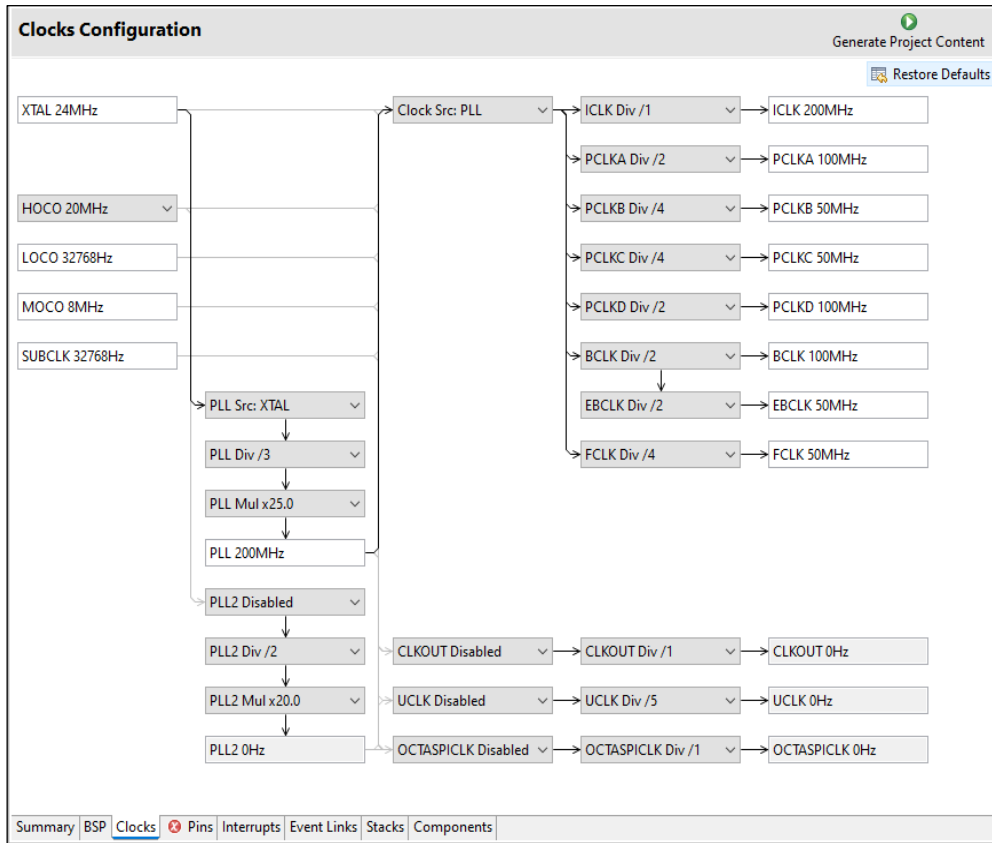 Clocks Configuration
Generate Project Content
Restore Defaults
XTAL 24MHz
Clock Src: PLL
ICLK Div /1
ICLK 200MHz
PCLKA Div /2
PCLKA 100MHz
HOCO 20MHz
PCLKB Div /4
PCLKB 50MHz
LOCO 32768Hz
PCLKC Div /4
PCLKC 50MHz
MOCO 8MHz
PCLKD Div /2
PCLKD 100MHz
SUBCLK 32768Hz
BCLK Div /2
BCLK 100MHz
PLL Src: XTAL
EBCLK Div /2
EBCLK 50MHz
PLL Div /3
FCLK Div /4
FCLK 50MHz
PLL Mul x25.0
PLL 200MHz
PLL2 Disabled
PLL2 Div /2
CLKOUT Disabled
CLKOUT Div /1
CLKOUT 0Hz
PLL2 Mul x20.0
UCLK Disabled
UCLK Div /5
UCLK 0Hz
PLL2 0Hz
OCTASPICLK Disabled
OCTASPICLK Div /1
OCTASPICLK 0Hz
Summary BSP Clocks Pins Interrupts Event Links Stacks Components